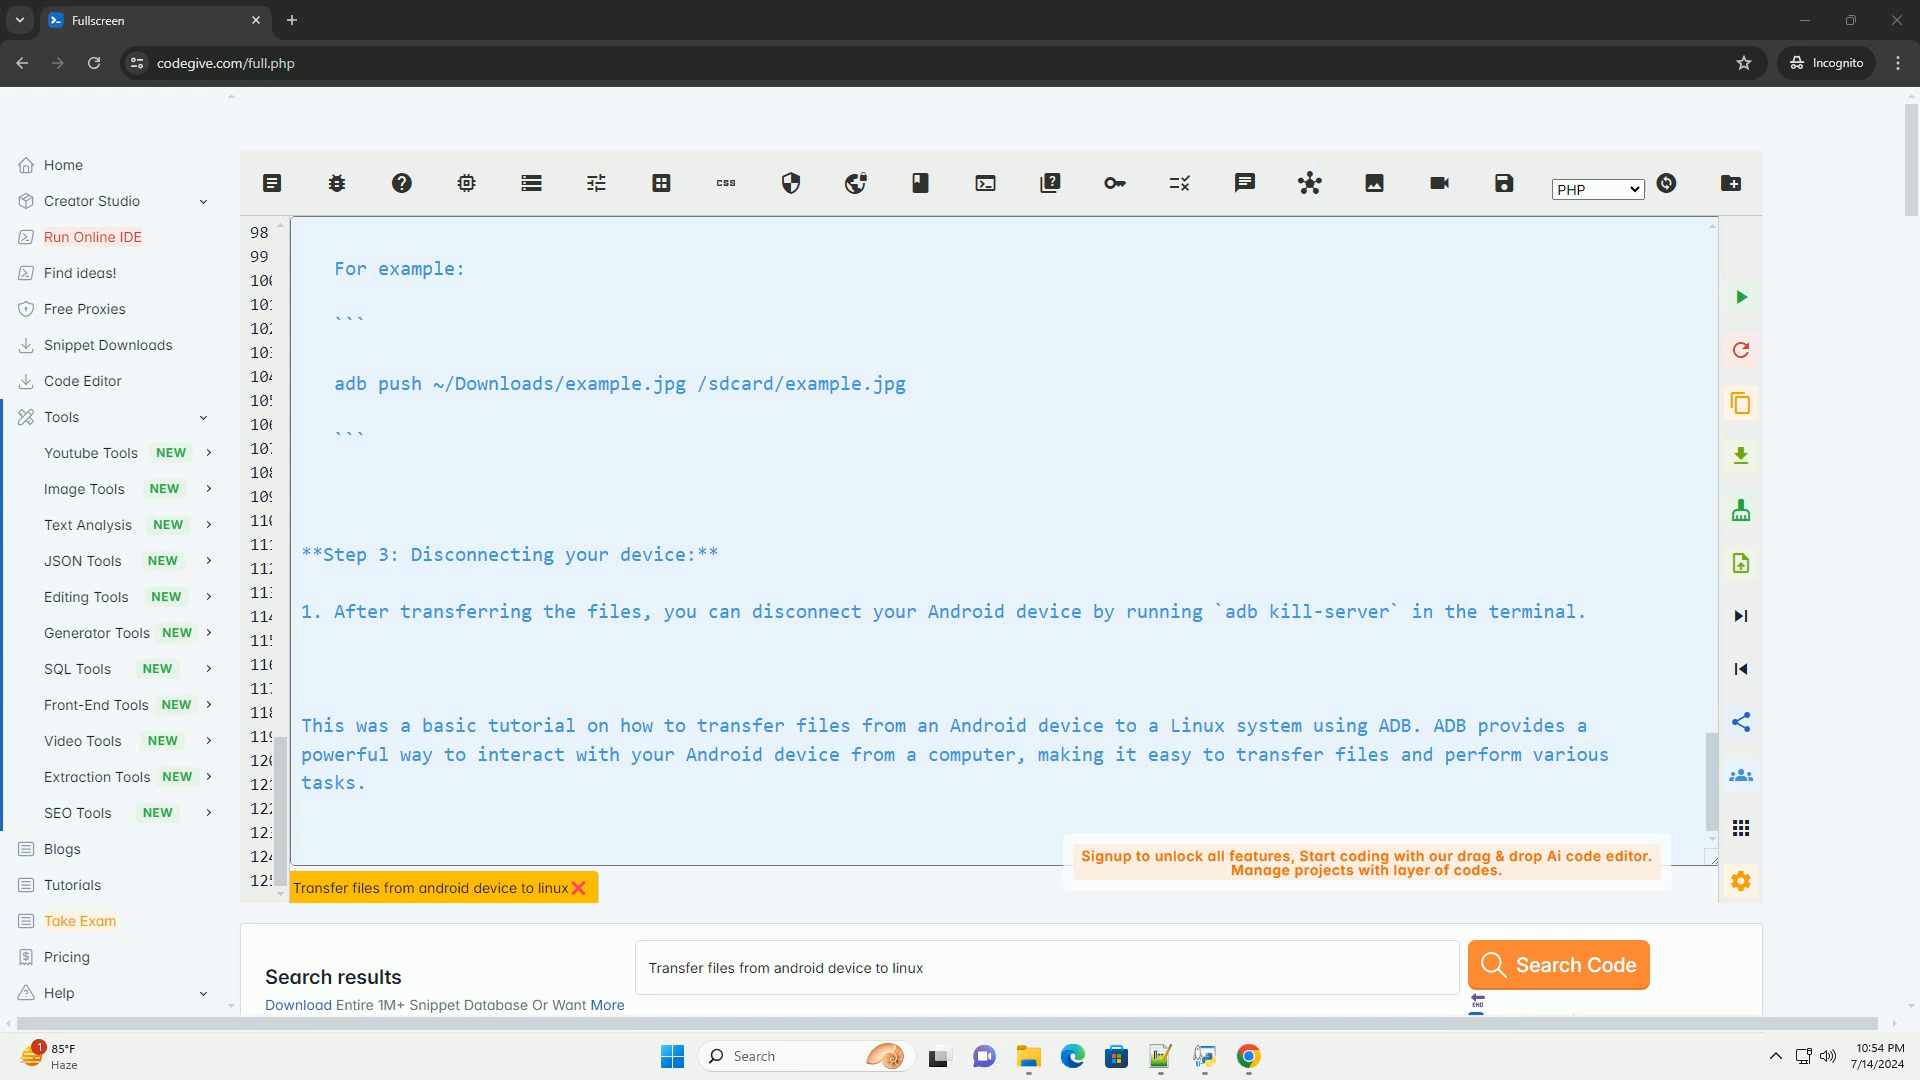 Fullscreen
codegive.com/full.php
Incognito
Home
Creator Studio
Run Online IDE
Find ideas!
Free Proxies
Snippet Downloads
Code Editor
Tools
Youtube Tools NEW
Image Tools NEW
Text Analysis NEW
JSON Tools NEW
Editing Tools NEW
Generator Tools NEW
SQL Tools NEW
Front-End Tools NEW
Video Tools NEW
Extraction Tools NEW
SEO Tools NEW
Blogs
Tutorials
Take Exam
Pricing
Help
css
PHP
98
99
For example:
```
adb push ~/Downloads/example.jpg /sdcard/example.jpg
```
**Step 3: Disconnecting your device:**
1. After transferring the files, you can disconnect your Android device by running `adb kill-server` in the terminal.
This was a basic tutorial on how to transfer files from an Android device to a Linux system using ADB. ADB provides a
powerful way to interact with your Android device from a computer, making it easy to transfer files and perform various
tasks.
Signup to unlock all features, Start coding with our drag & drop Ai code editor.
Manage projects with layer of codes.
Transfer files from android device to linux
Search results
Download Entire 1M+ Snippet Database Or Want More
Transfer files from android device to linux
Search Code
END
1
85°F
Haze
Search
10:54 PM
7/14/2024